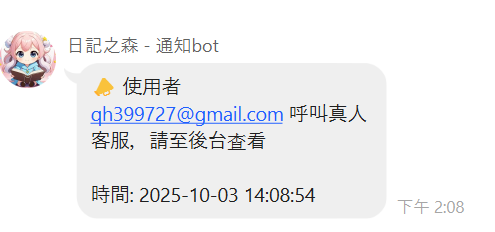 日記之森 - 通知bot
📣 使用者
qh399727@gmail.com 呼叫真人
客服，請至後台查看
時間: 2025-10-03 14:08:54
下午 2:08